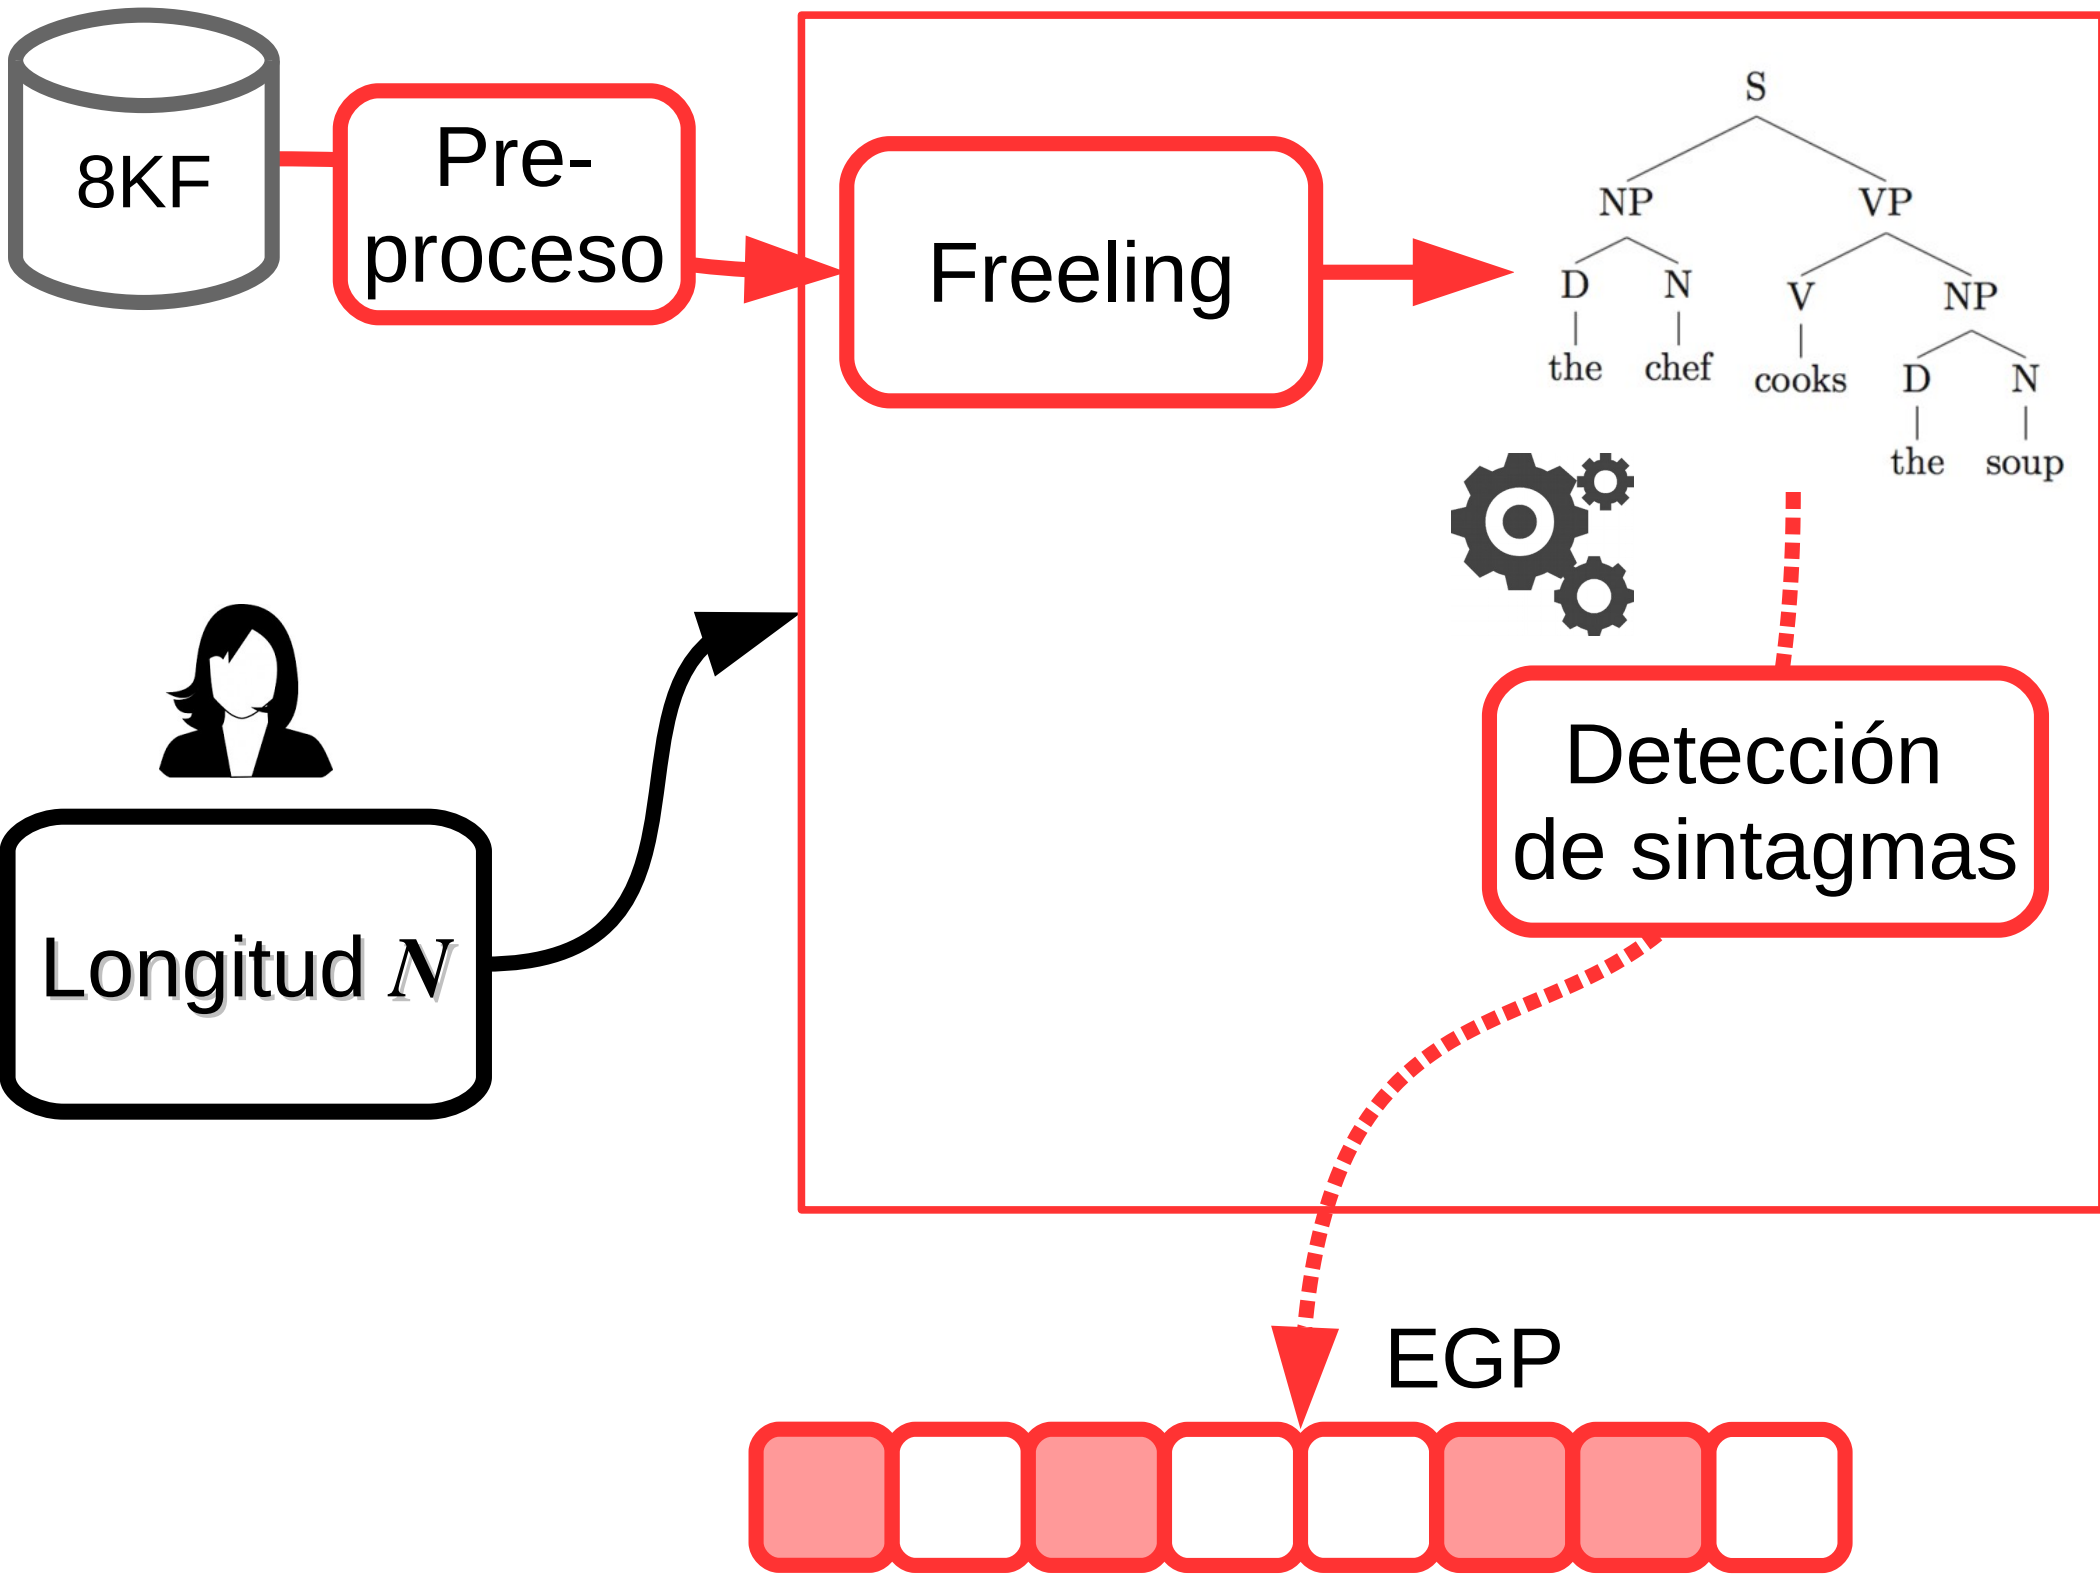 8KF
Pre-
proceso
Freeling
S
NP VP
D N V NP
the chef cooks D N
the soup
Detección
de sintagmas
Longitud N
EGP